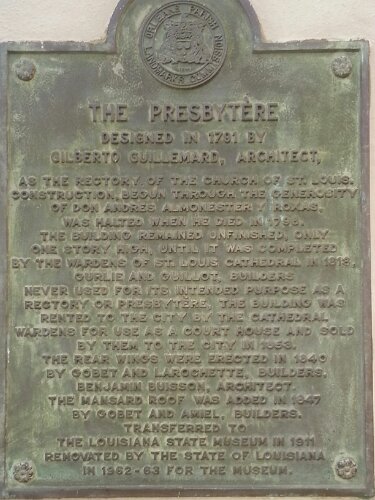 ORLEANS PARISH
LANDMARKS COMMISSION
THE PRESBYTÈRE
DESIGNED IN 1791 BY
GILBERTO GUILLEMARD, ARCHITECT,
AS THE RECTORY OF THE CHURCH OF ST. LOUIS.
CONSTRUCTION, BEGUN THROUGH THE GENEROSITY
OF DON ANDRES ALMONESTER Y ROXAS,
WAS HALTED WHEN HE DIED IN 1798.
THE BUILDING REMAINED UNFINISHED, ONLY
ONE STORY HIGH, UNTIL IT WAS COMPLETED
BY THE WARDENS OF ST. LOUIS CATHEDRAL IN 1813,
GURLIE AND GUILLOT, BUILDERS
NEVER USED FOR ITS INTENDED PURPOSE AS A
RECTORY OR PRESBYTÈRE, THE BUILDING WAS
RENTED TO THE CITY BY THE CATHEDRAL
WARDENS FOR USE AS A COURT HOUSE AND SOLD
BY THEM TO THE CITY IN 1853.
THE REAR WINGS WERE ERECTED IN 1840
BY GOBET AND LAROCHETTE, BUILDERS.
BENJAMIN BUISSON, ARCHITECT.
THE MANSARD ROOF WAS ADDED IN 1847
BY GOBET AND AMIEL, BUILDERS.
TRANSFERRED TO
THE LOUISIANA STATE MUSEUM IN 1911
RENOVATED BY THE STATE OF LOUISIANA
IN 1962-63 FOR THE MUSEUM.